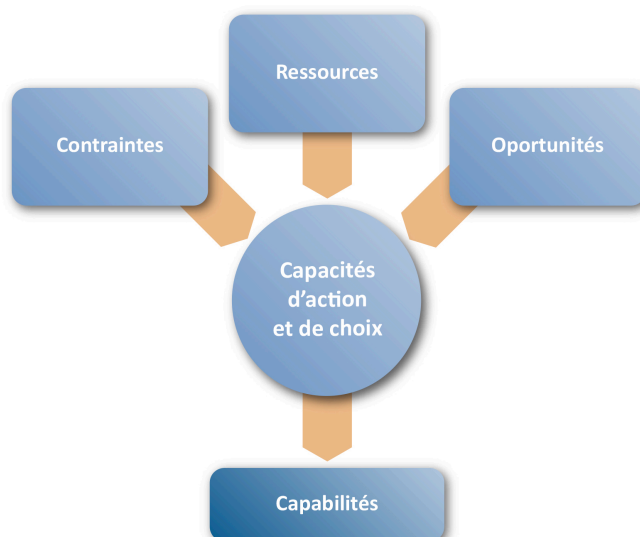 Ressources
Contraintes
Oportunités
Capacités
d’action
et de choix
Capabilités